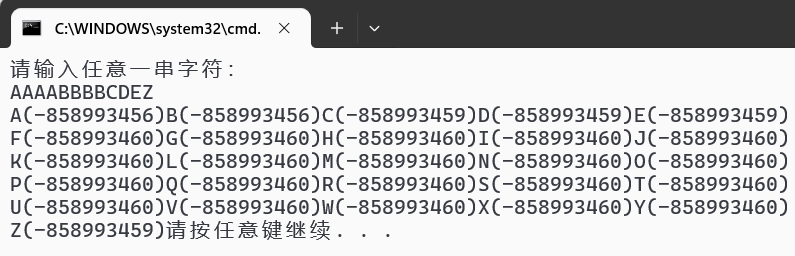 C:\WINDOWS\system32\cmd.
请输入任意一串字符：
AAAABBBBCDEZ
A(-858993456)B(-858993456)C(-858993459)D(-858993459)E(-858993459)
F(-858993460)G(-858993460)H(-858993460)I(-858993460)J(-858993460)
K(-858993460)L(-858993460)M(-858993460)N(-858993460)O(-858993460)
P(-858993460)Q(-858993460)R(-858993460)S(-858993460)T(-858993460)
U(-858993460)V(-858993460)W(-858993460)X(-858993460)Y(-858993460)
Z(-858993459)请按任意键继续. . .